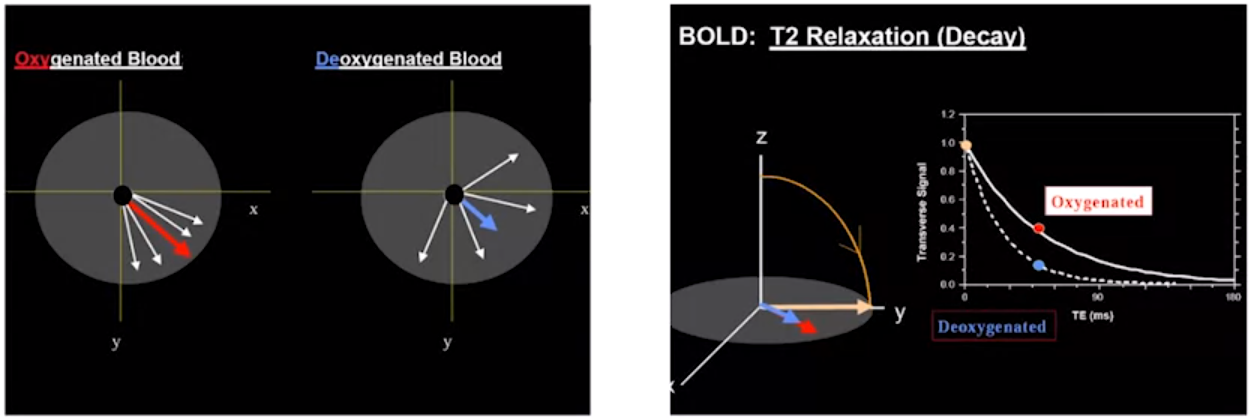 Oxygenated Blood
Deoxygenated Blood
x
y
x
y
BOLD: T2 Relaxation (Decay)
z
y
x
Transverse Signal
1.2
1.0
0.8
0.6
0.4
0.2
0.0
0
90
180
TE (ms)
Oxygenated
Deoxygenated